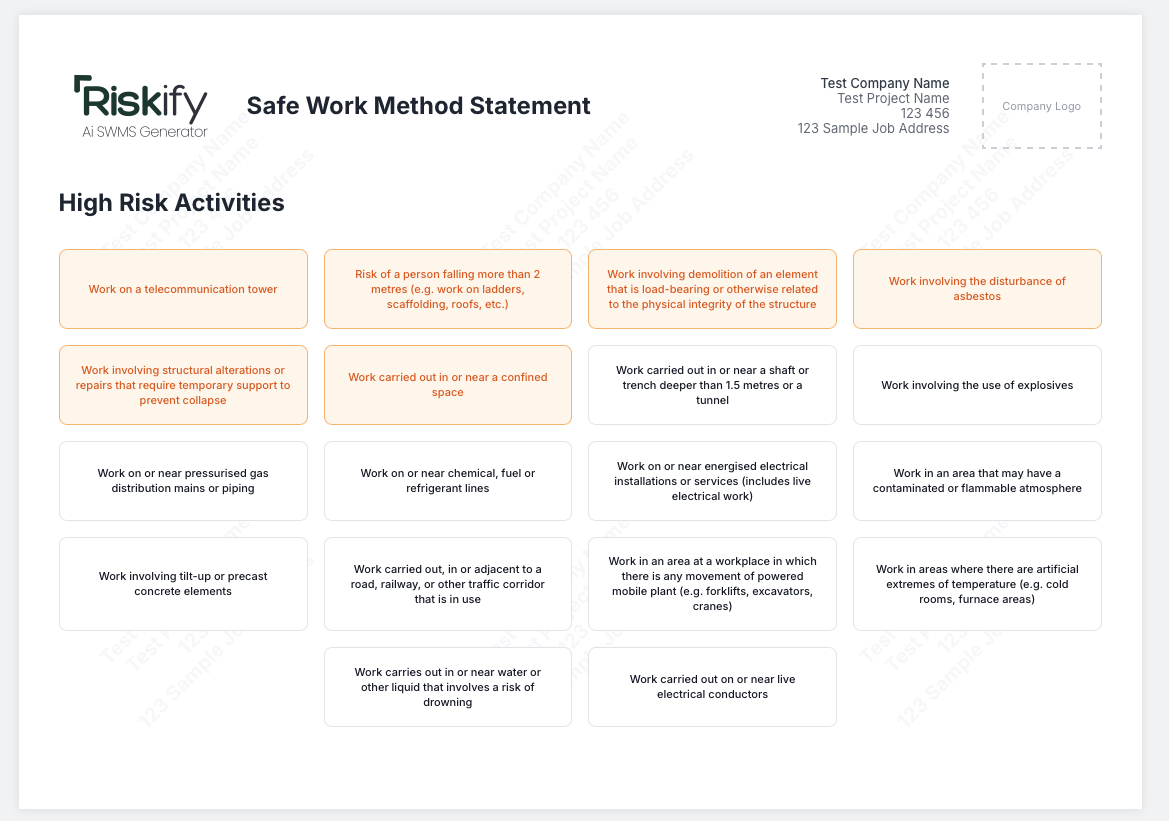 Riskify
Ai SWMS Generator
Safe Work Method Statement
Test Company Name
Test Project Name
123 456
123 Sample Job Address
Company Logo
High Risk Activities
Work on a telecommunication tower
Risk of a person falling more than 2
metres (e.g. work on ladders,
scaffolding, roofs, etc.)
Work involving demolition of an element
that is load-bearing or otherwise related
to the physical integrity of the structure
Work involving the disturbance of
asbestos
Work involving structural alterations or
repairs that require temporary support to
prevent collapse
Work carried out in or near a confined
space
Work carried out in or near a shaft or
trench deeper than 1.5 metres or a
tunnel
Work involving the use of explosives
Work on or near pressurised gas
distribution mains or piping
Work on or near chemical, fuel or
refrigerant lines
Work on or near energised electrical
installations or services (includes live
electrical work)
Work in an area that may have a
contaminated or flammable atmosphere
Work involving tilt-up or precast
concrete elements
Work carried out, in or adjacent to a
road, railway, or other traffic corridor
that is in use
Work in an area at a workplace in which
there is any movement of powered
mobile plant (e.g. forklifts, excavators,
cranes)
Work in areas where there are artificial
extremes of temperature (e.g. cold
rooms, furnace areas)
Work carries out in or near water or
other liquid that involves a risk of
drowning
Work carried out on or near live
electrical conductors